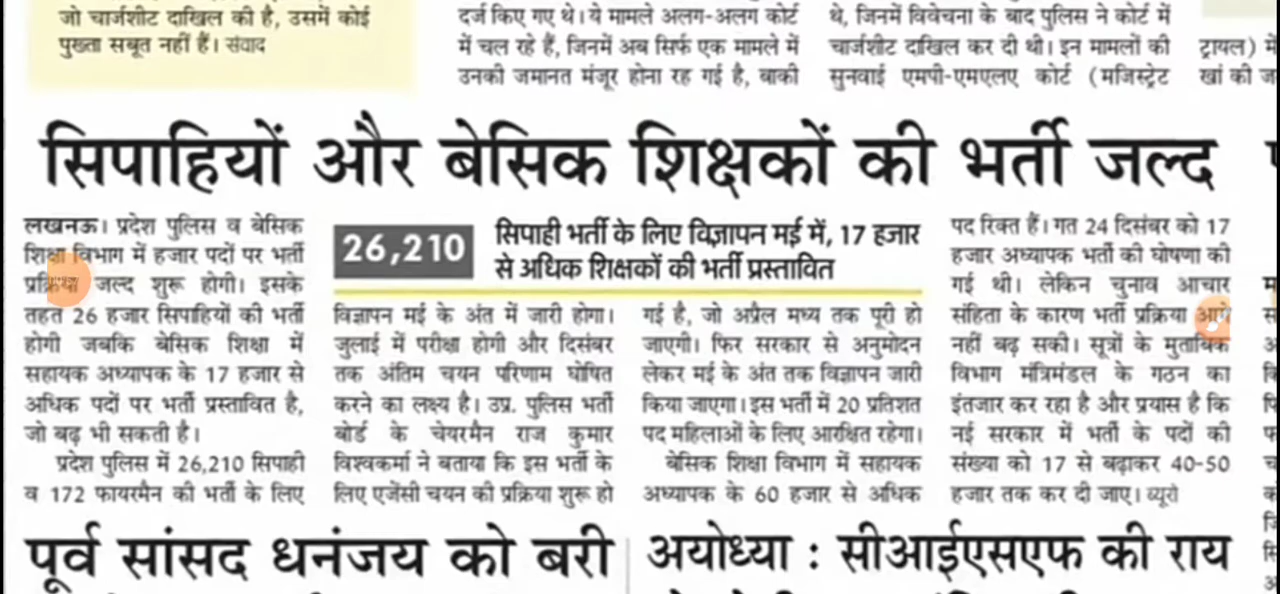 जो चार्जशीट दाखिल की है, उसमें कोई
पुख्ता सबूत नहीं हैं। संवाद
दर्ज किए गए थे। ये मामले अलग-अलग कोर्ट
में चल रहे हैं, जिनमें अब सिर्फ एक मामले में
उनकी जमानत मंजूर होना रह गई है, बाकी
थे, जिनमें विवेचना के बाद पुलिस ने कोर्ट में
चार्जशीट दाखिल कर दी थी। इन मामलों की
सुनवाई एमपी-एमएलए कोर्ट (मजिस्ट्रेट
ट्रायल) में
खां की ज
सिपाहियों और बेसिक शिक्षकों की भर्ती जल्द
लखनऊ। प्रदेश पुलिस व बेसिक
शिक्षा विभाग में हजार पदों पर भर्ती
प्रक्रिया जल्द शुरू होगी। इसके
तहत 26 हजार सिपाहियों की भर्ती
होगी जबकि बेसिक शिक्षा में
सहायक अध्यापक के 17 हजार से
अधिक पदों पर भर्ती प्रस्तावित है,
जो बढ़ भी सकती है।
प्रदेश पुलिस में 26,210 सिपाही
व 172 फायरमैन की भर्ती के लिए
26,210
सिपाही भर्ती के लिए विज्ञापन मई में, 17 हजार
से अधिक शिक्षकों की भर्ती प्रस्तावित
विज्ञापन मई के अंत में जारी होगा।
जुलाई में परीक्षा होगी और दिसंबर
तक अंतिम चयन परिणाम घोषित
करने का लक्ष्य है। उप्र. पुलिस भर्ती
बोर्ड के चेयरमैन राज कुमार
विश्वकर्मा ने बताया कि इस भर्ती के
लिए एजेंसी चयन की प्रक्रिया शुरू हो
गई है, जो अप्रैल मध्य तक पूरी हो
जाएगी। फिर सरकार से अनुमोदन
लेकर मई के अंत तक विज्ञापन जारी
किया जाएगा। इस भर्ती में 20 प्रतिशत
पद महिलाओं के लिए आरक्षित रहेगा।
बेसिक शिक्षा विभाग में सहायक
अध्यापक के 60 हजार से अधिक
पद रिक्त हैं। गत 24 दिसंबर को 17
हजार अध्यापक भर्ती की घोषणा की
गई थी। लेकिन चुनाव आचार
संहिता के कारण भर्ती प्रक्रिया आगे
नहीं बढ़ सकी। सूत्रों के मुताबिक
विभाग मंत्रिमंडल के गठन का
इंतजार कर रहा है और प्रयास है कि
नई सरकार में भर्ती के पदों की
संख्या को 17 से बढ़ाकर 40-50
हजार तक कर दी जाए। ब्यूरो
पूर्व सांसद धनंजय को बरी
अयोध्या : सीआईएसएफ की राय